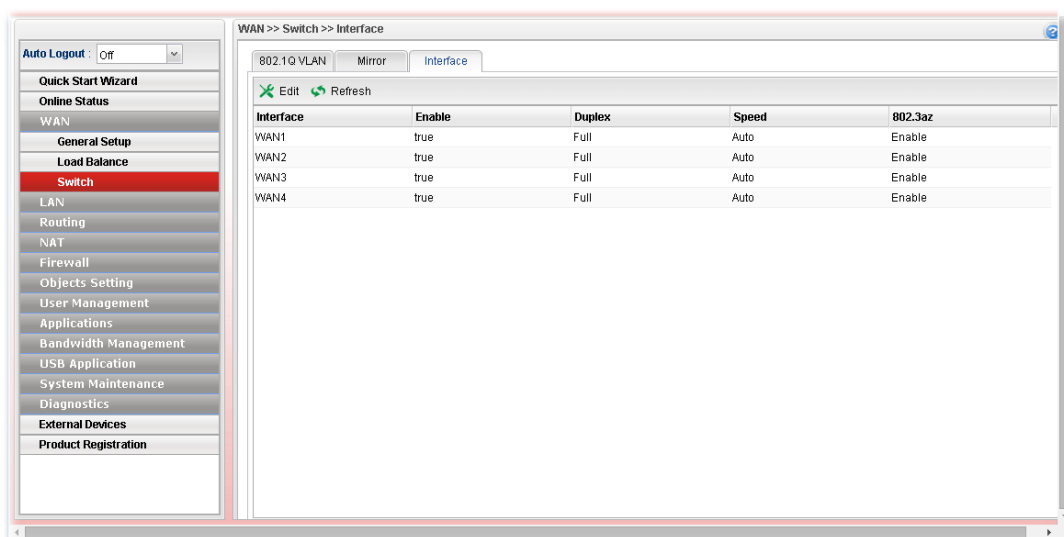 WAN >> Switch >> Interface
Auto Logout : Off
Quick Start Wizard
Online Status
WAN
General Setup
Load Balance
Switch
LAN
Routing
NAT
Firewall
Objects Setting
User Management
Applications
Bandwidth Management
USB Application
System Maintenance
Diagnostics
External Devices
Product Registration
802.1Q VLAN Mirror Interface
Edit Refresh
Interface Enable Duplex Speed 802.3az
WAN1 true Full Auto Enable
WAN2 true Full Auto Enable
WAN3 true Full Auto Enable
WAN4 true Full Auto Enable